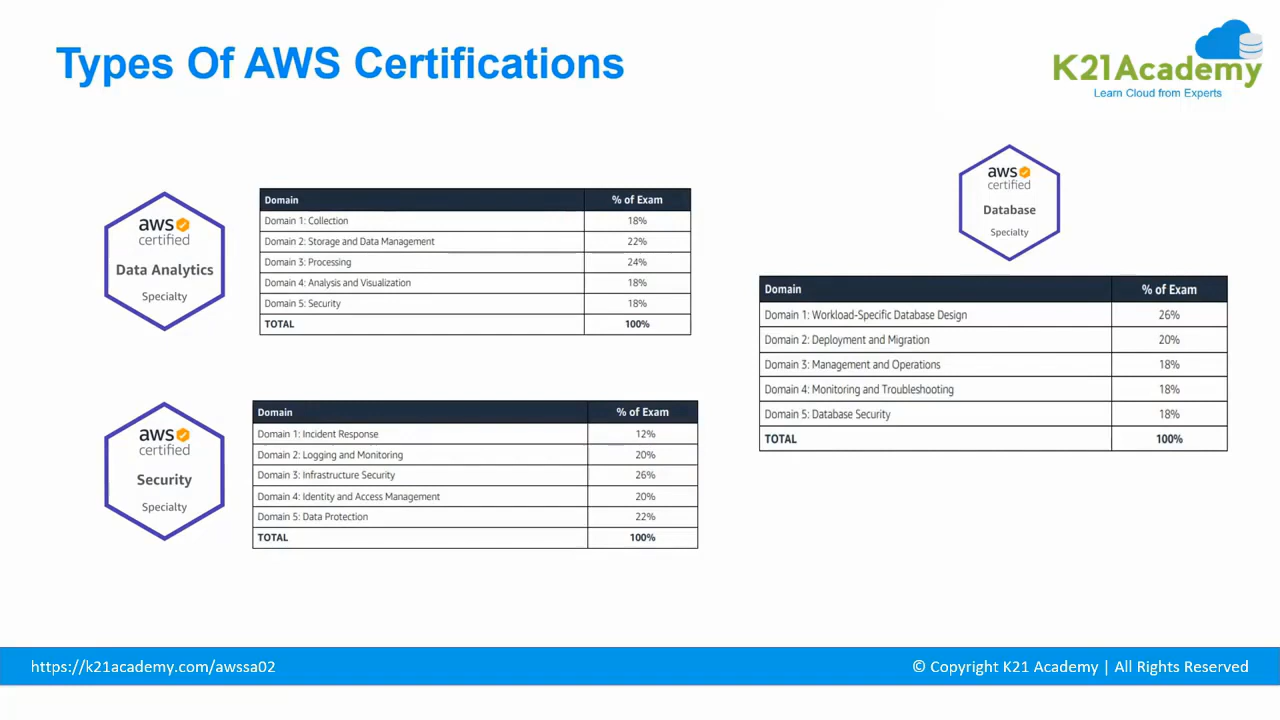 Types Of AWS Certifications
K21Academy
Learn Cloud from Experts
aws
certified
Data Analytics
Specialty
Domain % of Exam
Domain 1: Collection 18%
Domain 2: Storage and Data Management 22%
Domain 3: Processing 24%
Domain 4: Analysis and Visualization 18%
Domain 5: Security 18%
TOTAL 100%
aws
certified
Security
Specialty
Domain % of Exam
Domain 1: Incident Response 12%
Domain 2: Logging and Monitoring 20%
Domain 3: Infrastructure Security 26%
Domain 4: Identity and Access Management 20%
Domain 5: Data Protection 22%
TOTAL 100%
aws
certified
Database
Specialty
Domain % of Exam
Domain 1: Workload-Specific Database Design 26%
Domain 2: Deployment and Migration 20%
Domain 3: Management and Operations 18%
Domain 4: Monitoring and Troubleshooting 18%
Domain 5: Database Security 18%
TOTAL 100%
https://k21academy.com/awssa02
© Copyright K21 Academy | All Rights Reserved